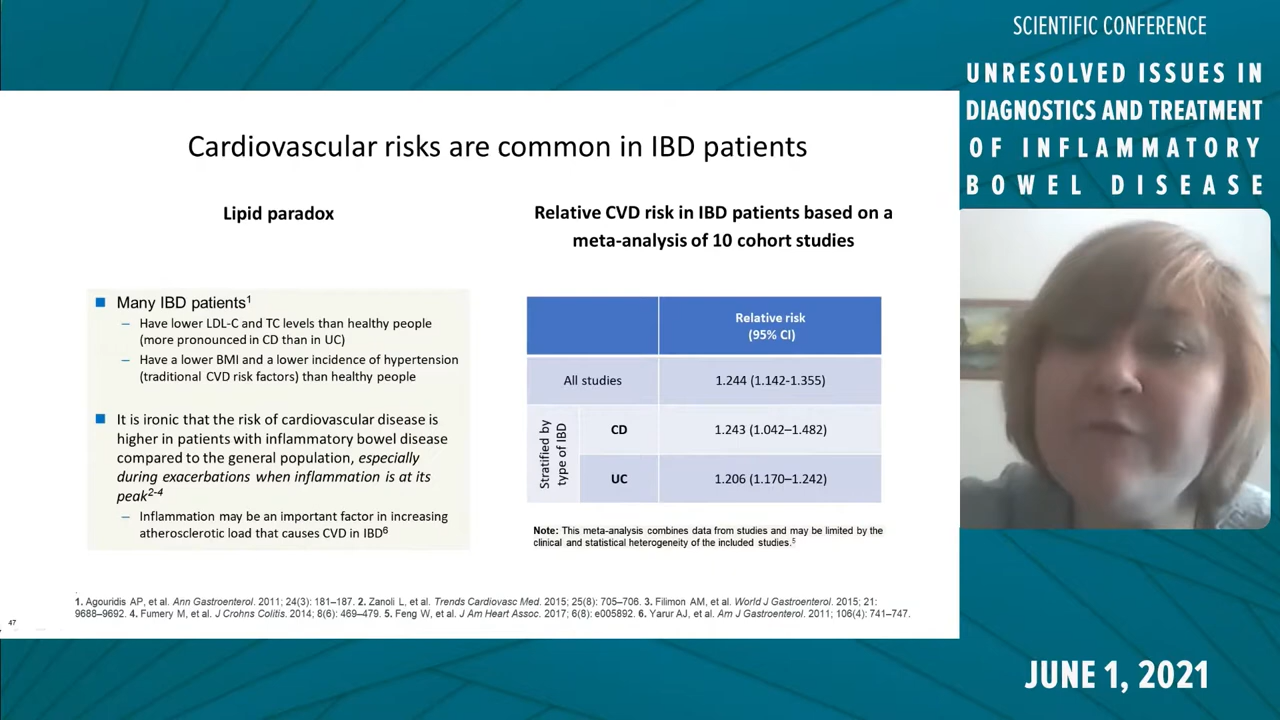 SCIENTIFIC CONFERENCE
UNRESOLVED ISSUES IN
DIAGNOSTICS AND TREATMENT
OF INFLAMMATORY
BOWEL DISEASE
Cardiovascular risks are common in IBD patients
Lipid paradox
■ Many IBD patients1
– Have lower LDL-C and TC levels than healthy people
(more pronounced in CD than in UC)
– Have a lower BMI and a lower incidence of hypertension
(traditional CVD risk factors) than healthy people
■ It is ironic that the risk of cardiovascular disease is
higher in patients with inflammatory bowel disease
compared to the general population, especially
during exacerbations when inflammation is at its
peak2-4
– Inflammation may be an important factor in increasing
atherosclerotic load that causes CVD in IBD6
Relative CVD risk in IBD patients based on a
meta-analysis of 10 cohort studies
Relative risk
(95% CI)
All studies 1.244 (1.142-1.355)
Stratified by
type of IBD
CD 1.243 (1.042–1.482)
UC 1.206 (1.170–1.242)
Note: This meta-analysis combines data from studies and may be limited by the
clinical and statistical heterogeneity of the included studies.5
1. Agouridis AP, et al. Ann Gastroenterol. 2011; 24(3): 181–187. 2. Zanoli L, et al. Trends Cardiovasc Med. 2015; 25(8): 705–706. 3. Filimon AM, et al. World J Gastroenterol. 2015; 21:
9688–9692. 4. Fumery M, et al. J Crohns Colitis. 2014; 8(6): 469–479. 5. Feng W, et al. J Am Heart Assoc. 2017; 6(8): e005892. 6. Yarur AJ, et al. Am J Gastroenterol. 2011; 106(4): 741–747.
47
JUNE 1, 2021